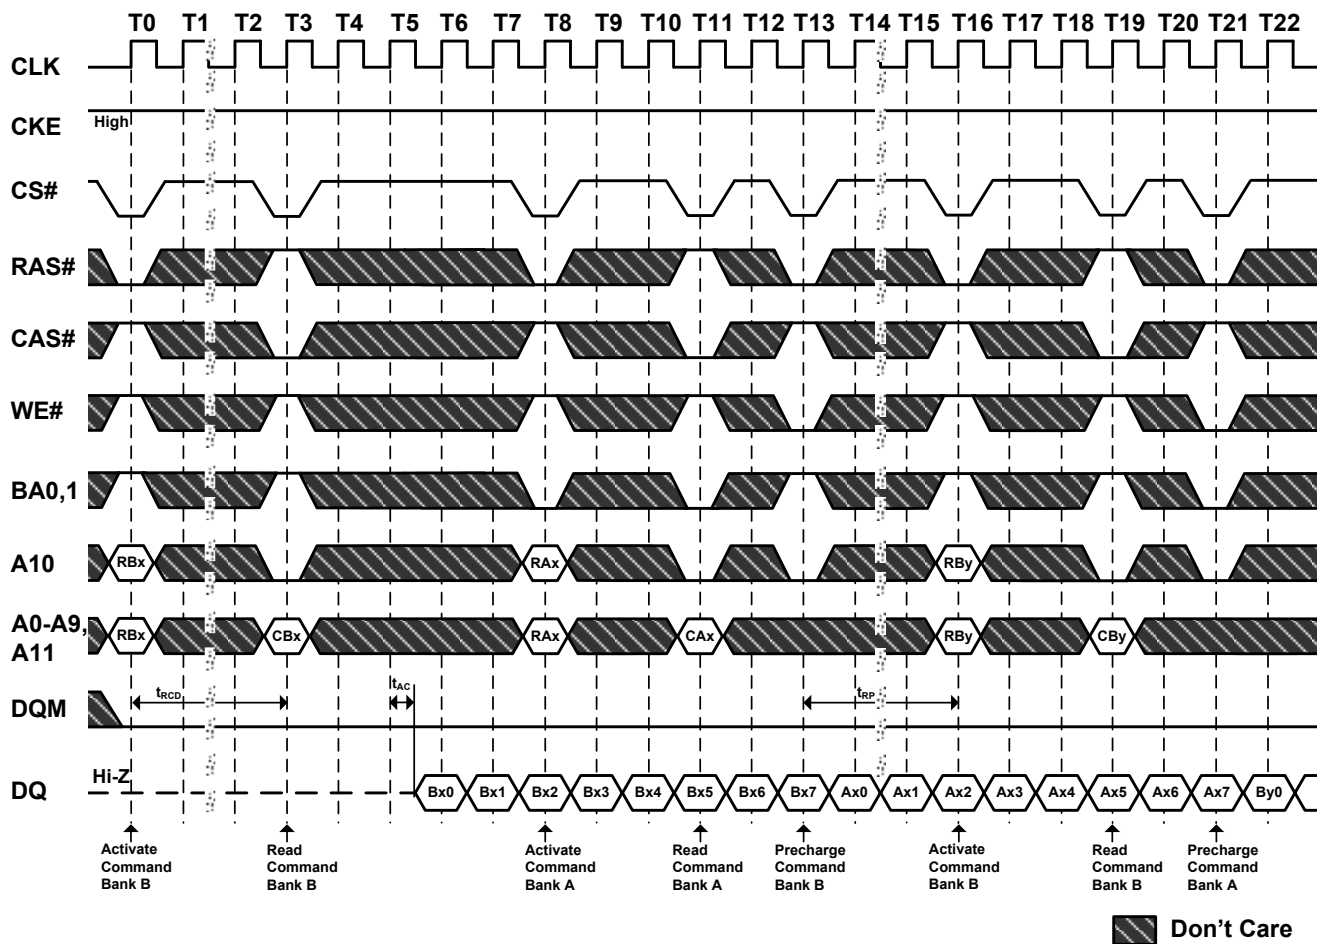 T0 T1 T2 T3 T4 T5 T6 T7 T8 T9 T10 T11 T12 T13 T14 T15 T16 T17 T18 T19 T20 T21 T22
CLK
CKE High
CS#
RAS#
CAS#
WE#
BA0,1
A10 RBx RAx RBy
A0-A9,
A11 RBx CBx RAx CAx RBy CBy
DQM tRCD tAC tRP
DQ Hi-Z Bx0 Bx1 Bx2 Bx3 Bx4 Bx5 Bx6 Bx7 Ax0 Ax1 Ax2 Ax3 Ax4 Ax5 Ax6 Ax7 By0
Activate
Command
Bank B
Read
Command
Bank B
Activate
Command
Bank A
Read
Command
Bank A
Precharge
Command
Bank B
Activate
Command
Bank B
Read
Command
Bank B
Precharge
Command
Bank A
Don't Care